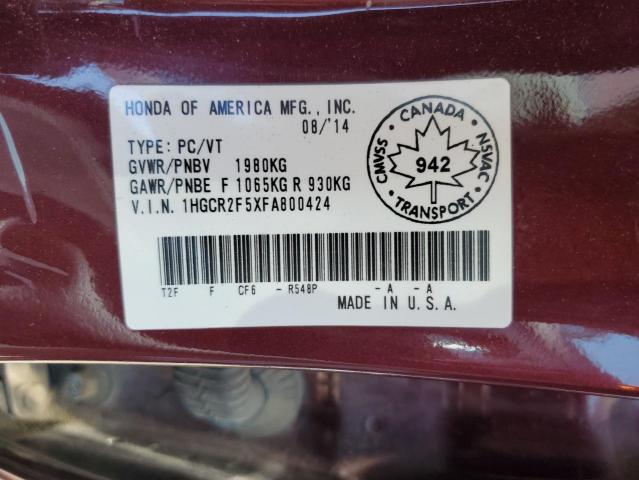 HONDA OF AMERICA MFG., INC.
08/'14
TYPE: PC/VT
GVWR/PNBV 1980KG
GAWR/PNBE F 1065KG R 930KG
V.I.N. 1HGCR2F5XFA800424
CANADA
CMVSS 942 NSVAC
TRANSPORT
T2F F CF6 - R548P - A - A
MADE IN U.S.A.